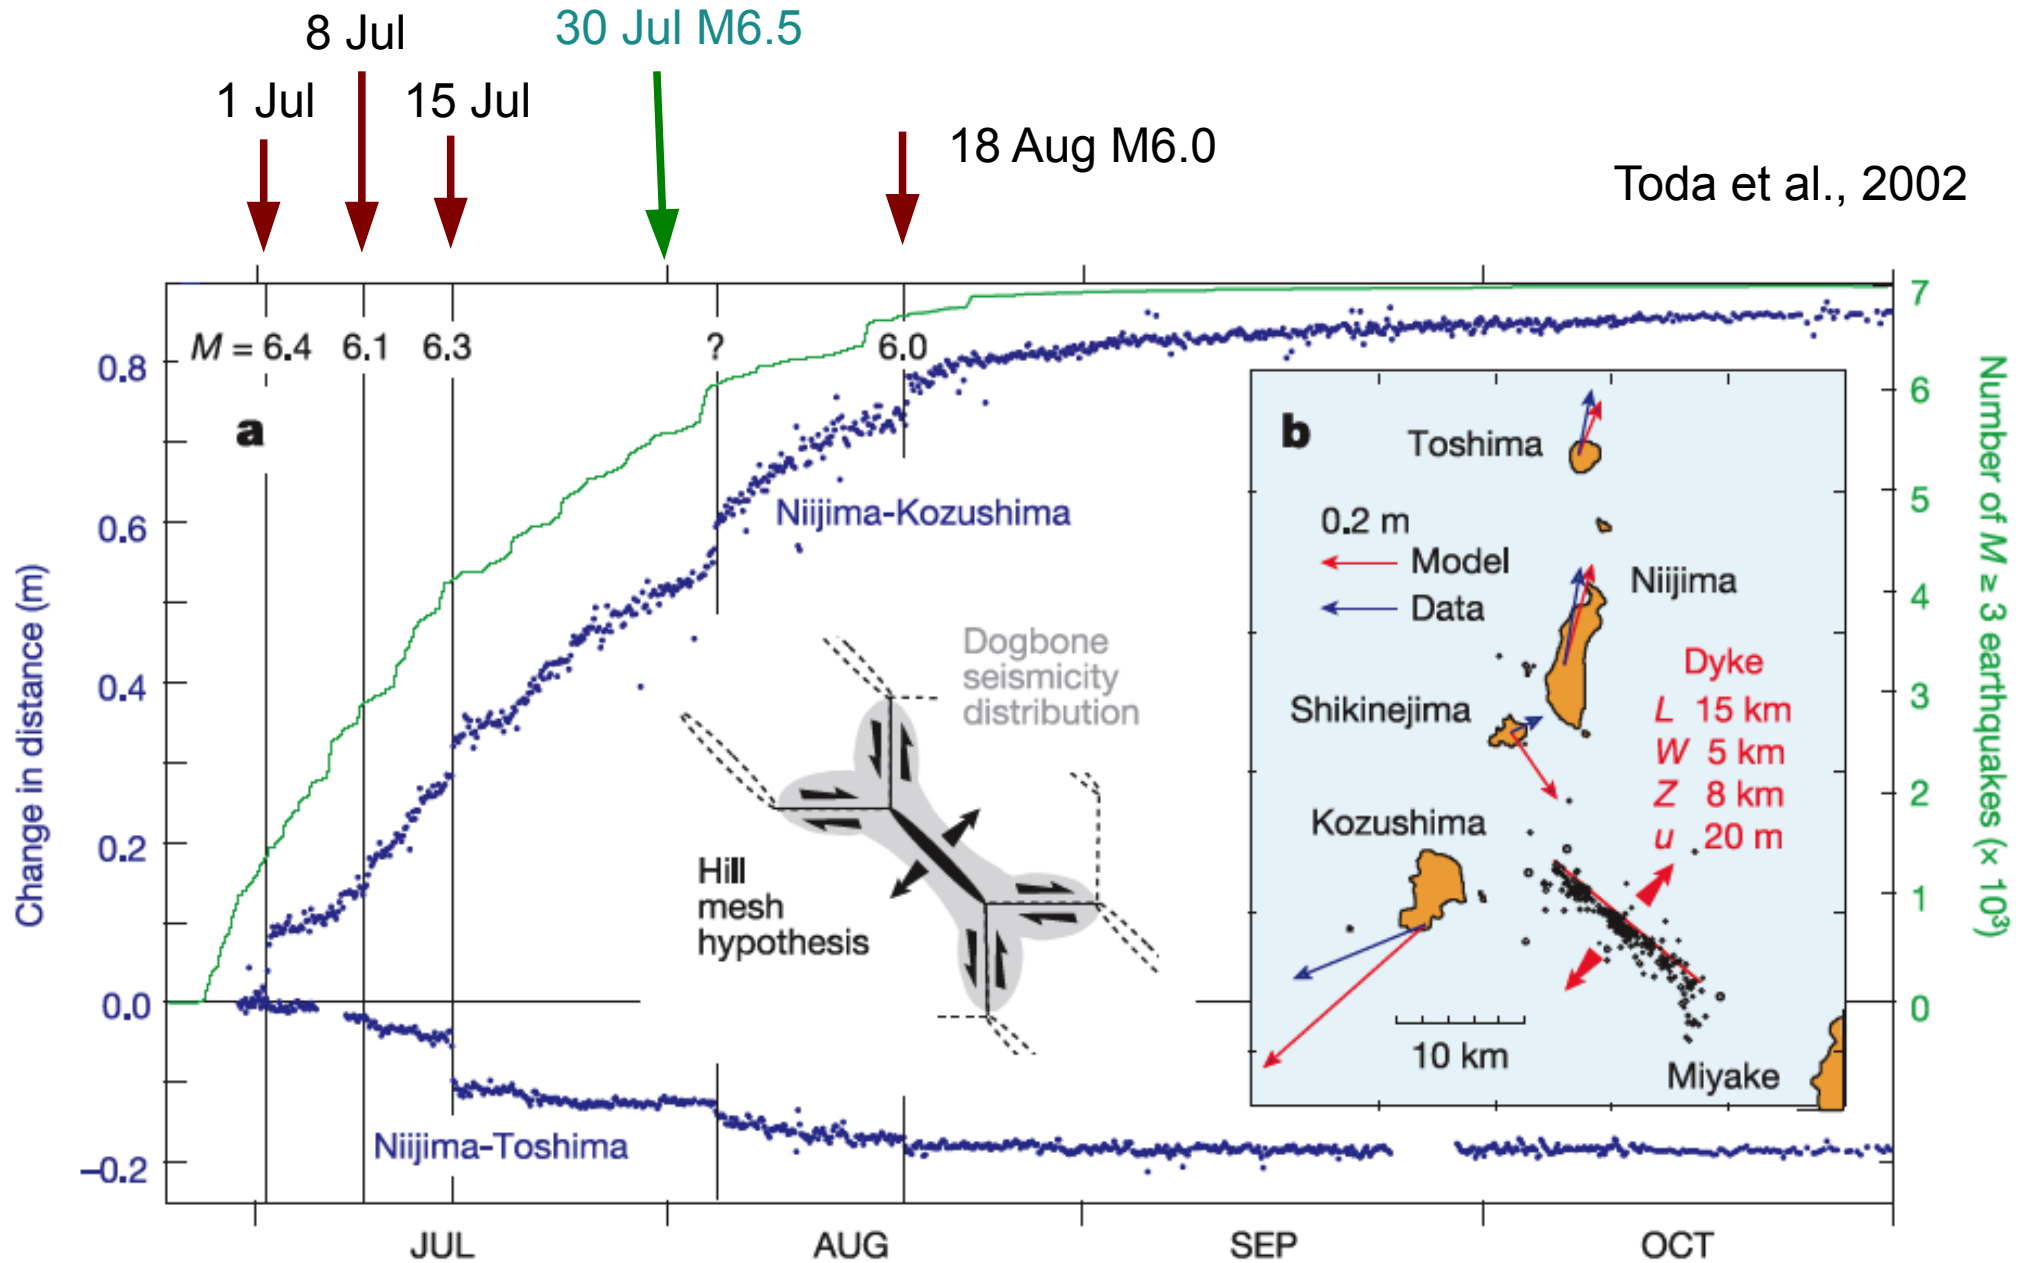 8 Jul
30 Jul M6.5
1 Jul
15 Jul
18 Aug M6.0
Toda et al., 2002
M = 6.4
6.1
6.3
?
6.0
a
Niijima-Kozushima
Dogbone
seismicity
distribution
Hill
mesh
hypothesis
Niijima-Toshima
Change in distance (m)
0.8
0.6
0.4
0.2
0.0
–0.2
JUL
AUG
SEP
OCT
7
6
5
4
3
2
1
0
Number of M ≥ 3 earthquakes (× 10³)
b
Toshima
0.2 m
Model
Data
Niijima
Shikinejima
Dyke
L 15 km
W 5 km
Z 8 km
u 20 m
Kozushima
10 km
Miyake